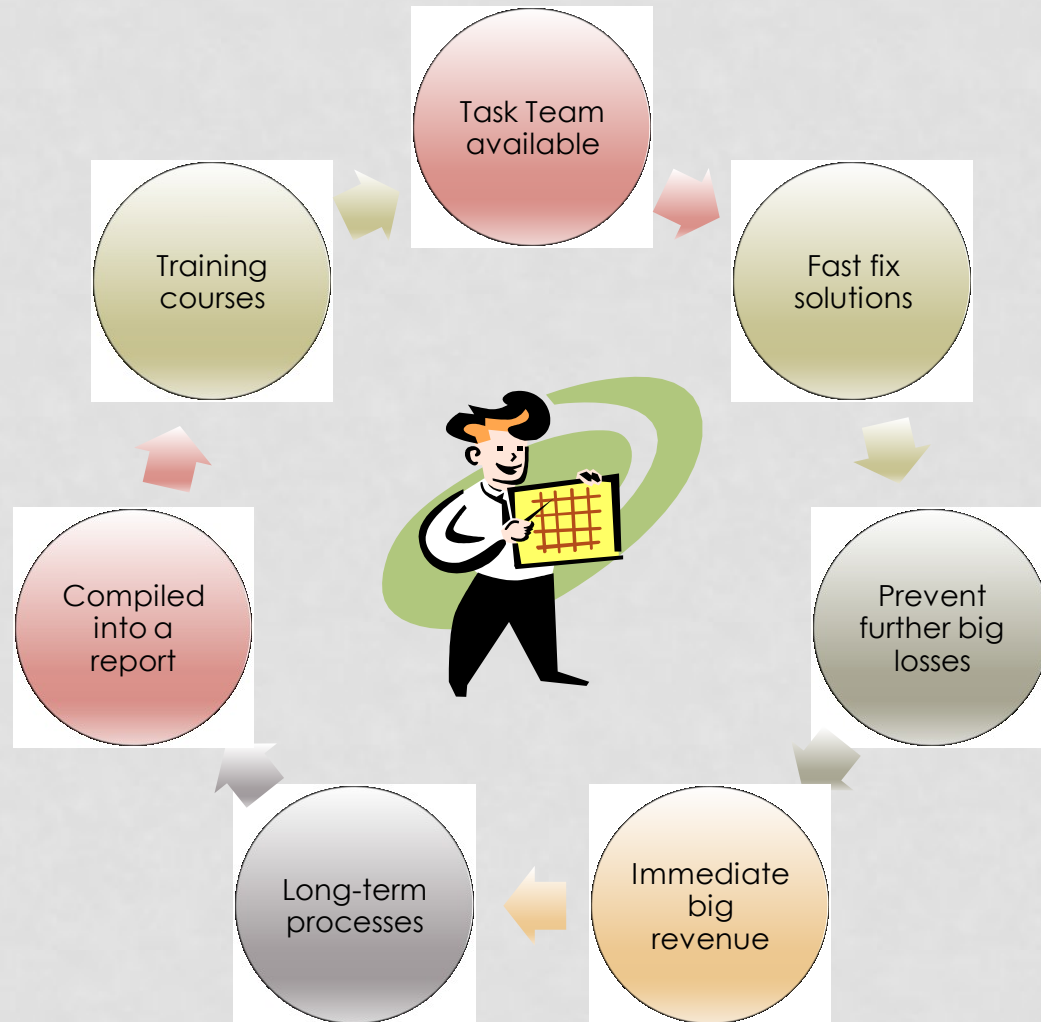 Task Team
available
Fast fix
solutions
Prevent
further big
losses
Immediate
big
revenue
Long-term
processes
Compiled
into a
report
Training
courses